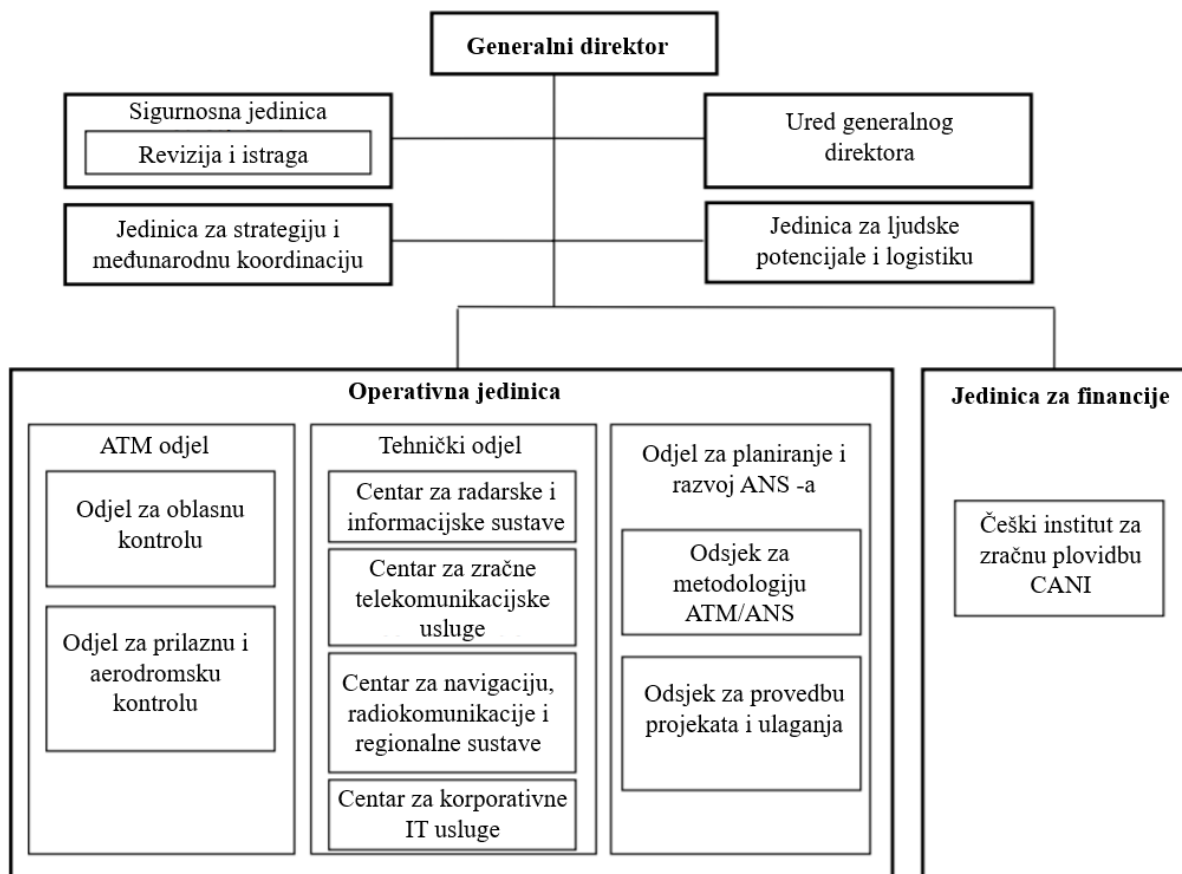 Generalni direktor
Sigurnosna jedinica
Revizija i istraga
Ured generalnog
direktora
Jedinica za strategiju i
međunarodnu koordinaciju
Jedinica za ljudske
potencijale i logistiku
Operativna jedinica
ATM odjel
Odjel za oblasnu
kontrolu
Odjel za prilaznu i
aerodromsku
kontrolu
Tehnički odjel
Centar za radarske i
informacijske sustave
Centar za zračne
telekomunikacijske
usluge
Centar za navigaciju,
radiokomunikacije i
regionalne sustave
Centar za korporativne
IT usluge
Odjel za planiranje i
razvoj ANS -a
Odsjek za
metodologiju
ATM/ANS
Odsjek za provedbu
projekata i ulaganja
Jedinica za financije
Češki institut za
zračnu plovidbu
CANI